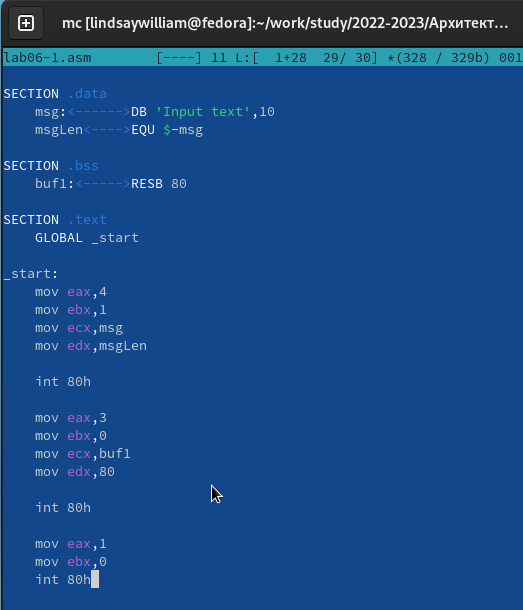 mc [lindsaywilliam@fedora]:~/work/study/2022-2023/Архитект…
lab06-1.asm [----] 11 L:[ 1+28 29/ 30] *(328 / 329b) 001
SECTION .data
msg:<------>DB 'Input text',10
msgLen<---->EQU $-msg
SECTION .bss
buf1:<----->RESB 80
SECTION .text
GLOBAL _start
_start:
mov eax,4
mov ebx,1
mov ecx,msg
mov edx,msgLen
int 80h
mov eax,3
mov ebx,0
mov ecx,buf1
mov edx,80
int 80h
mov eax,1
mov ebx,0
int 80h